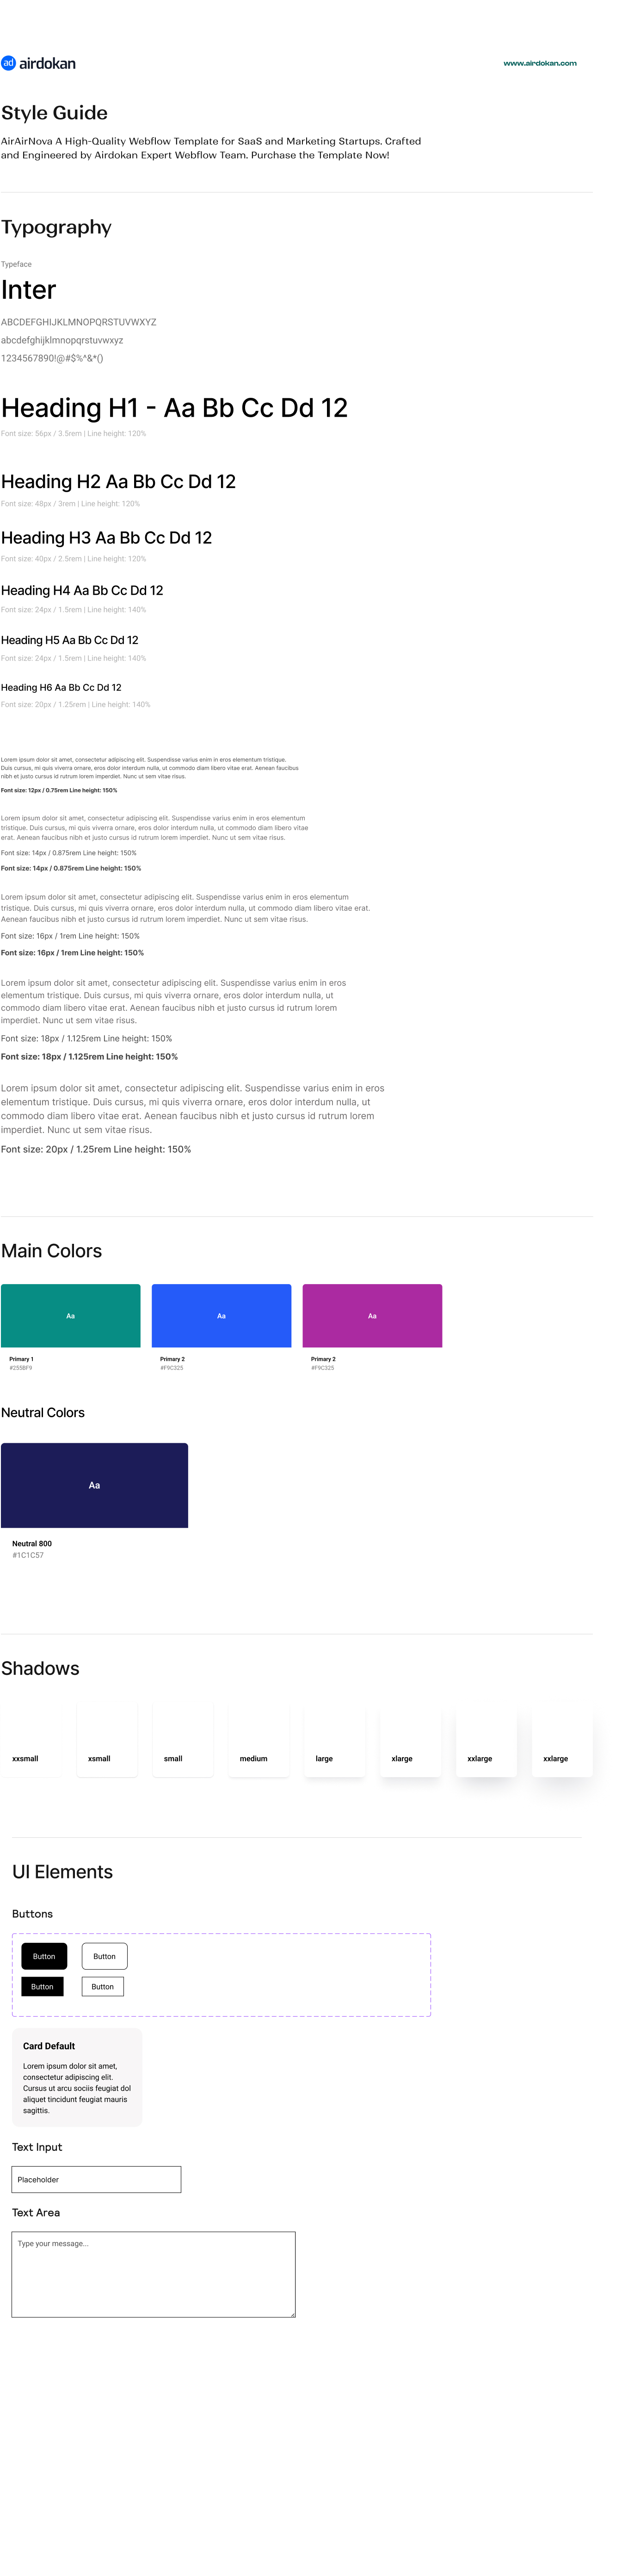 ad airdokan
www.airdokan.com
Style Guide
AirAirNova A High-Quality Webflow Template for SaaS and Marketing Startups. Crafted
and Engineered by Airdokan Expert Webflow Team. Purchase the Template Now!
Typography
Typeface
Inter
ABCDEFGHIJKLMNOPQRSTUVWXYZ
abcdefghijklmnopqrstuvwxyz
1234567890!@#$%^&*()
Heading H1 - Aa Bb Cc Dd 12
Font size: 56px / 3.5rem | Line height: 120%
Heading H2 Aa Bb Cc Dd 12
Font size: 48px / 3rem | Line height: 120%
Heading H3 Aa Bb Cc Dd 12
Font size: 40px / 2.5rem | Line height: 120%
Heading H4 Aa Bb Cc Dd 12
Font size: 24px / 1.5rem | Line height: 140%
Heading H5 Aa Bb Cc Dd 12
Font size: 24px / 1.5rem | Line height: 140%
Heading H6 Aa Bb Cc Dd 12
Font size: 20px / 1.25rem | Line height: 140%
Lorem ipsum dolor sit amet, consectetur adipiscing elit. Suspendisse varius enim in eros elementum tristique.
Duis cursus, mi quis viverra ornare, eros dolor interdum nulla, ut commodo diam libero vitae erat. Aenean faucibus
nibh et justo cursus id rutrum lorem imperdiet. Nunc ut sem vitae risus.
Font size: 12px / 0.75rem Line height: 150%
Lorem ipsum dolor sit amet, consectetur adipiscing elit. Suspendisse varius enim in eros elementum
tristique. Duis cursus, mi quis viverra ornare, eros dolor interdum nulla, ut commodo diam libero vitae
erat. Aenean faucibus nibh et justo cursus id rutrum lorem imperdiet. Nunc ut sem vitae risus.
Font size: 14px / 0.875rem Line height: 150%
Font size: 14px / 0.875rem Line height: 150%
Lorem ipsum dolor sit amet, consectetur adipiscing elit. Suspendisse varius enim in eros elementum
tristique. Duis cursus, mi quis viverra ornare, eros dolor interdum nulla, ut commodo diam libero vitae erat.
Aenean faucibus nibh et justo cursus id rutrum lorem imperdiet. Nunc ut sem vitae risus.
Font size: 16px / 1rem Line height: 150%
Font size: 16px / 1rem Line height: 150%
Lorem ipsum dolor sit amet, consectetur adipiscing elit. Suspendisse varius enim in eros
elementum tristique. Duis cursus, mi quis viverra ornare, eros dolor interdum nulla, ut
commodo diam libero vitae erat. Aenean faucibus nibh et justo cursus id rutrum lorem
imperdiet. Nunc ut sem vitae risus.
Font size: 18px / 1.125rem Line height: 150%
Font size: 18px / 1.125rem Line height: 150%
Lorem ipsum dolor sit amet, consectetur adipiscing elit. Suspendisse varius enim in eros
elementum tristique. Duis cursus, mi quis viverra ornare, eros dolor interdum nulla, ut
commodo diam libero vitae erat. Aenean faucibus nibh et justo cursus id rutrum lorem
imperdiet. Nunc ut sem vitae risus.
Font size: 20px / 1.25rem Line height: 150%
Main Colors
Aa
Aa
Aa
Primary 1
#255BF9
Primary 2
#F9C325
Primary 2
#F9C325
Neutral Colors
Aa
Neutral 800
#1C1C57
Shadows
xxsmall
xsmall
small
medium
large
xlarge
xxlarge
xxlarge
UI Elements
Buttons
Button
Button
Button
Button
Card Default
Lorem ipsum dolor sit amet,
consectetur adipiscing elit.
Cursus ut arcu sociis feugiat dol
aliquet tincidunt feugiat mauris
sagittis.
Text Input
Placeholder
Text Area
Type your message...